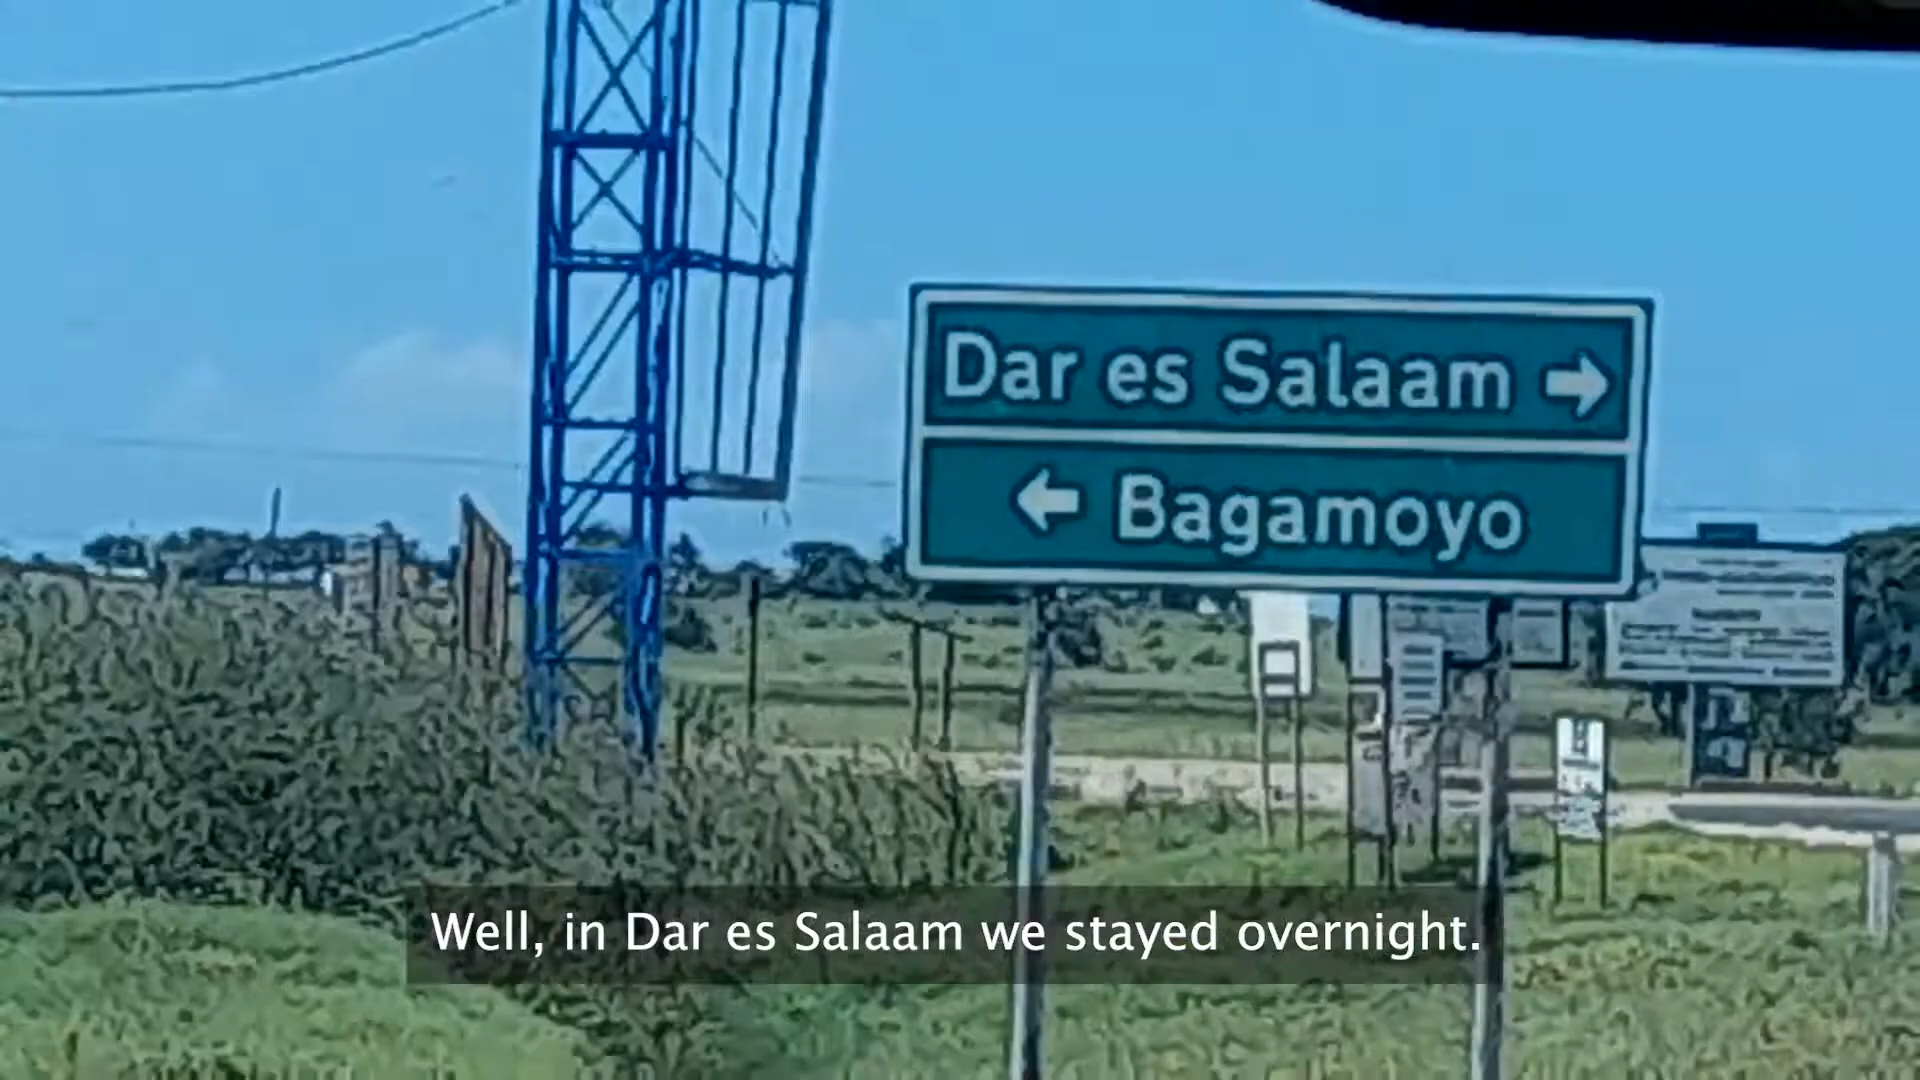 Dar es Salaam
Bagamoyo
Well, in Dar es Salaam we stayed overnight.